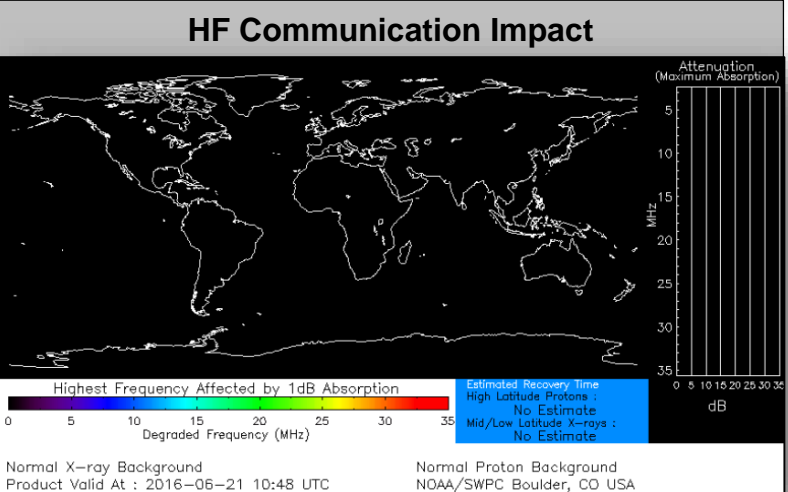 HF Communication Impact
Attenuation
(Maximum Absorption)
5
10
15
20
25
30
35
MHz
0 5 10 15 20 25 30 35
dB
Highest Frequency Affected by 1dB Absorption
0 5 10 15 20 25 30 35
Degraded Frequency (MHz)
Estimated Recovery Time
High Latitude Protons :
No Estimate
Mid/Low Latitude X-rays :
No Estimate
Normal X-ray Background
Product Valid At : 2016-06-21 10:48 UTC
Normal Proton Background
NOAA/SWPC Boulder, CO USA